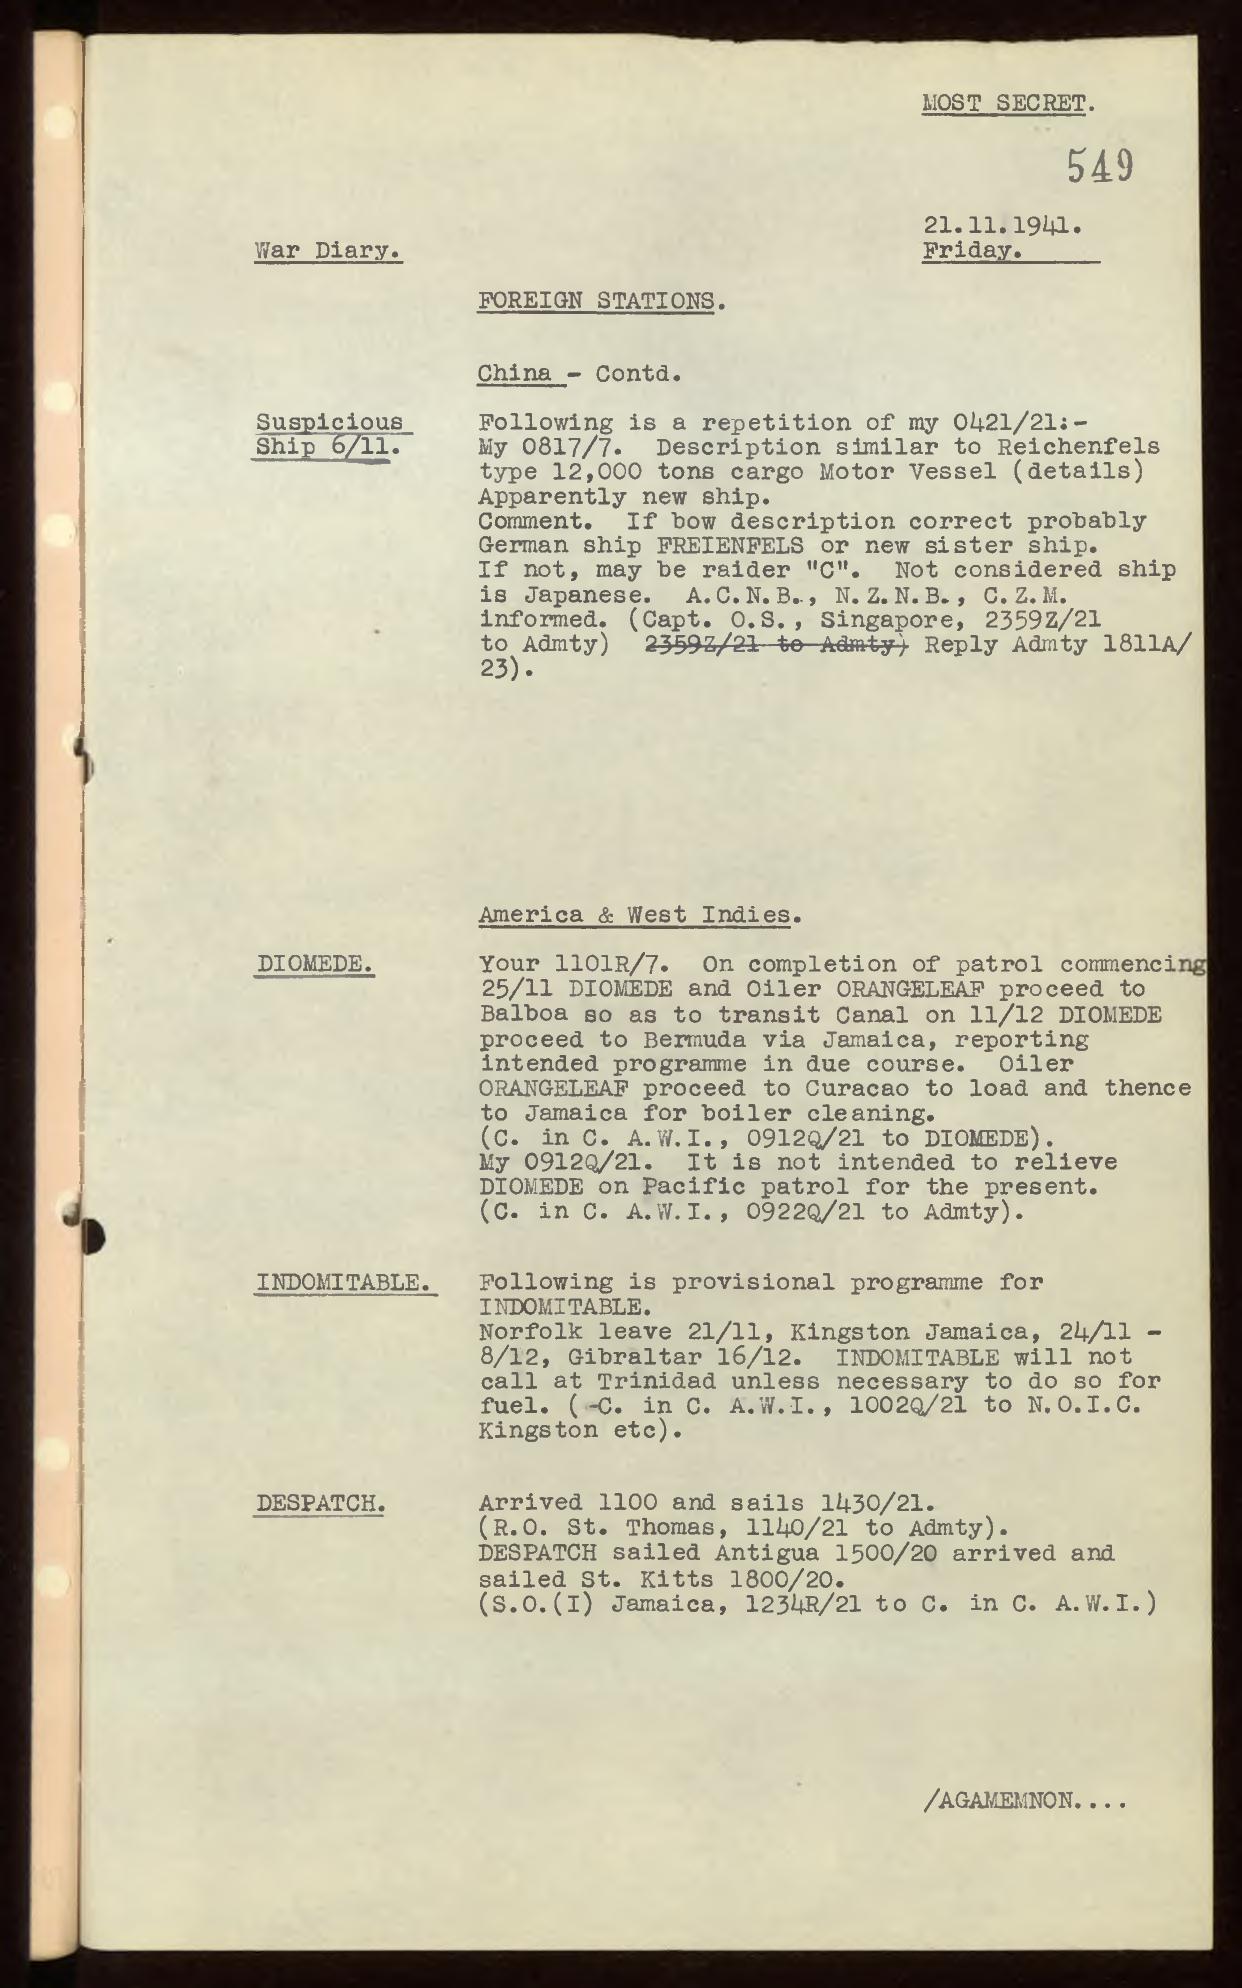 MOST SECRET.
549
21.11.1941.
War Diary.
Friday.
FOREIGN STATIONS.
China - Contd.
Suspicious
Ship 6/11.
Following is a repetition of my 0421/21:-
My 0817/7. Description similar to Reichenfels
type 12,000 tons cargo Motor Vessel (details)
Apparently new ship.
Comment. If bow description correct probably
German ship FREIENFELS or new sister ship.
If not, may be raider "C". Not considered ship
is Japanese. A.C.N.B., N.Z.N.B., C.Z.M.
informed. (Capt. O.S., Singapore, 2359Z/21
to Admty) 2359Z/21 to Admty) Reply Admty 1811A/
23).
America & West Indies.
DIOMEDE.
Your 1101R/7. On completion of patrol commencing
25/11 DIOMEDE and Oiler ORANGELEAF proceed to
Balboa so as to transit Canal on 11/12 DIOMEDE
proceed to Bermuda via Jamaica, reporting
intended programme in due course. Oiler
ORANGELEAF proceed to Curacao to load and thence
to Jamaica for boiler cleaning.
(C. in C. A.W.I., 0912Q/21 to DIOMEDE).
My 0912Q/21. It is not intended to relieve
DIOMEDE on Pacific patrol for the present.
(C. in C. A.W.I., 0922Q/21 to Admty).
INDOMITABLE.
Following is provisional programme for
INDOMITABLE.
Norfolk leave 21/11, Kingston Jamaica, 24/11 -
8/12, Gibraltar 16/12. INDOMITABLE will not
call at Trinidad unless necessary to do so for
fuel. ( -C. in C. A.W.I., 1002Q/21 to N.O.I.C.
Kingston etc).
DESPATCH.
Arrived 1100 and sails 1430/21.
(R.O. St. Thomas, 1140/21 to Admty).
DESPATCH sailed Antigua 1500/20 arrived and
sailed St. Kitts 1800/20.
(S.O.(I) Jamaica, 1234R/21 to C. in C. A.W.I.)
/AGAMEMNON....